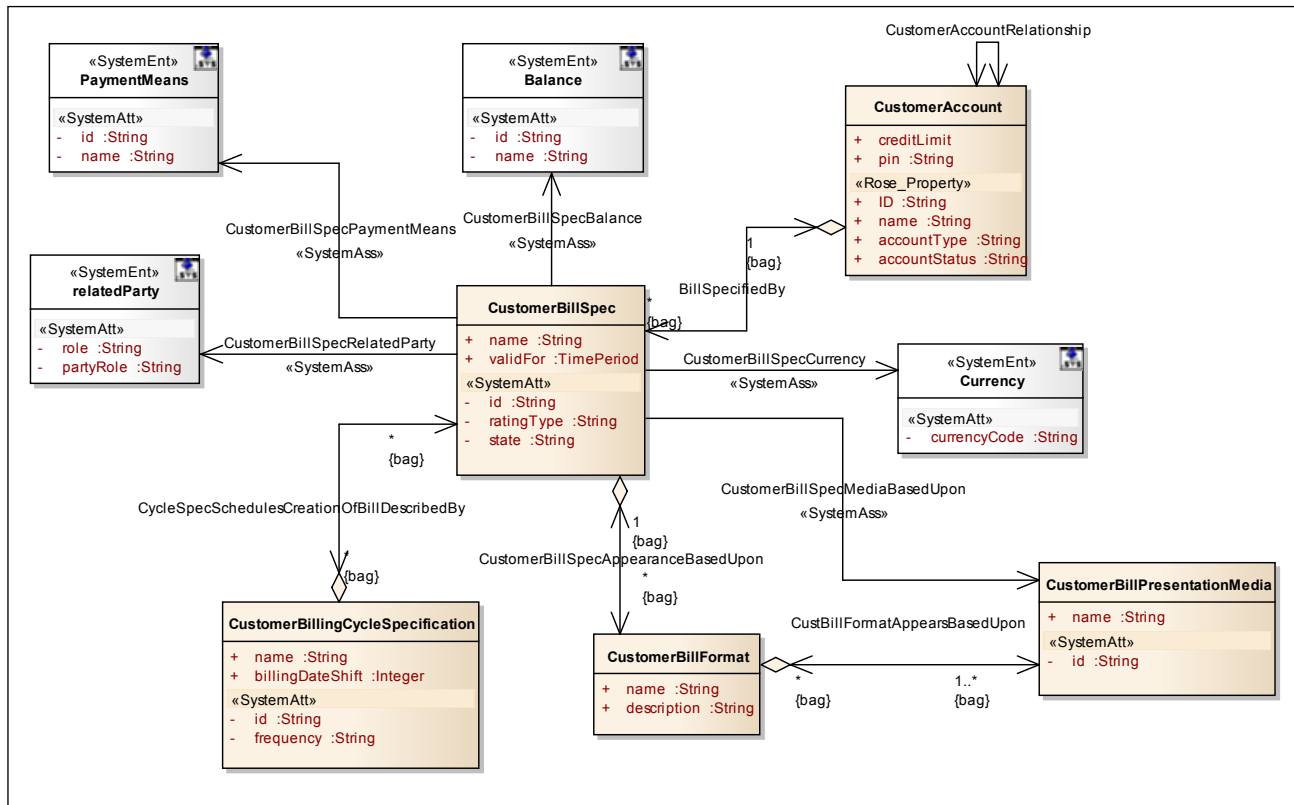 CustomerAccountRelationship
«SystemEnt»
PaymentMeans
«SystemAtt»
- id :String
- name :String
«SystemEnt»
Balance
«SystemAtt»
- id :String
- name :String
CustomerAccount
+ creditLimit
+ pin :String
«Rose_Property»
+ ID :String
+ name :String
+ accountType :String
+ accountStatus :String
CustomerBillSpecPaymentMeans
«SystemAss»
CustomerBillSpecBalance
«SystemAss»
1
{bag}
BillSpecifiedBy
*
{bag}
«SystemEnt»
relatedParty
«SystemAtt»
- role :String
- partyRole :String
CustomerBillSpecRelatedParty
«SystemAss»
CustomerBillSpec
+ name :String
+ validFor :TimePeriod
«SystemAtt»
- id :String
- ratingType :String
- state :String
CustomerBillSpecCurrency
«SystemAss»
«SystemEnt»
Currency
«SystemAtt»
- currencyCode :String
*
{bag}
CycleSpecSchedulesCreationOfBillDescribedBy
*
{bag}
CustomerBillSpecMediaBasedUpon
«SystemAss»
1
{bag}
CustomerBillSpecAppearanceBasedUpon
*
{bag}
CustomerBillingCycleSpecification
+ name :String
+ billingDateShift :Integer
«SystemAtt»
- id :String
- frequency :String
CustomerBillFormat
+ name :String
+ description :String
CustBillFormatAppearsBasedUpon
*
{bag}
1..*
{bag}
CustomerBillPresentationMedia
+ name :String
«SystemAtt»
- id :String